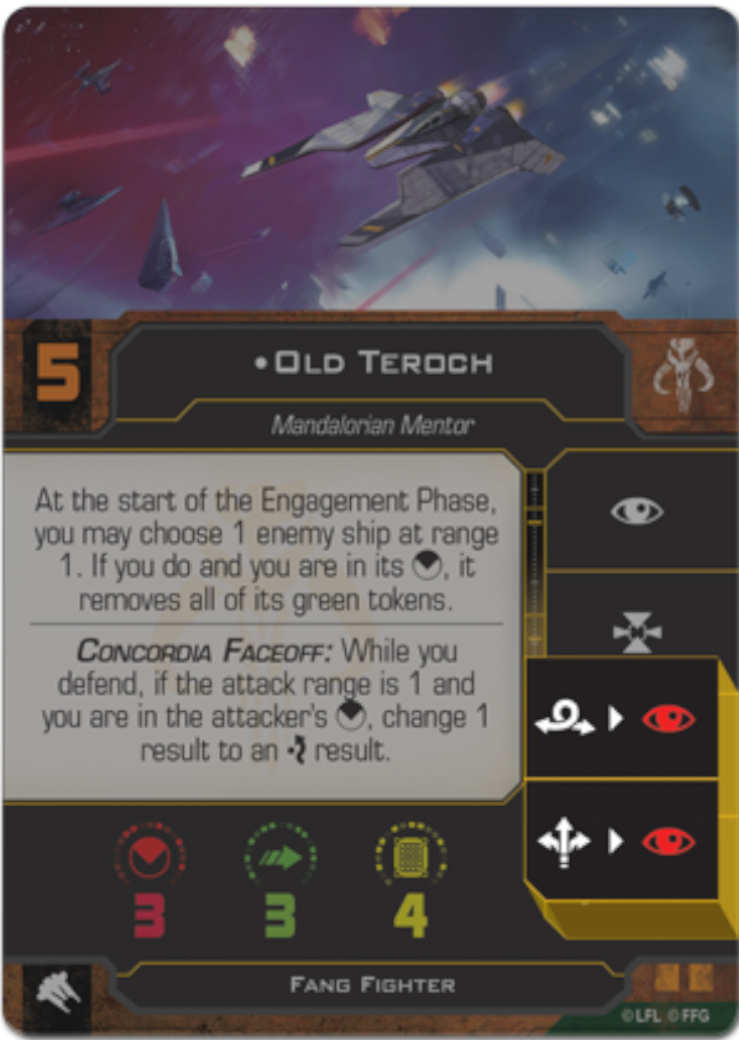 5
•Old Teroch
Mandalorian Mentor
At the start of the Engagement Phase,
you may choose 1 enemy ship at range
1. If you do and you are in its , it
removes all of its green tokens.
Concordia Faceoff: While you
defend, if the attack range is 1 and
you are in the attacker's , change 1
result to an result.
3 3 4
Fang Fighter
©LFL ©FFG